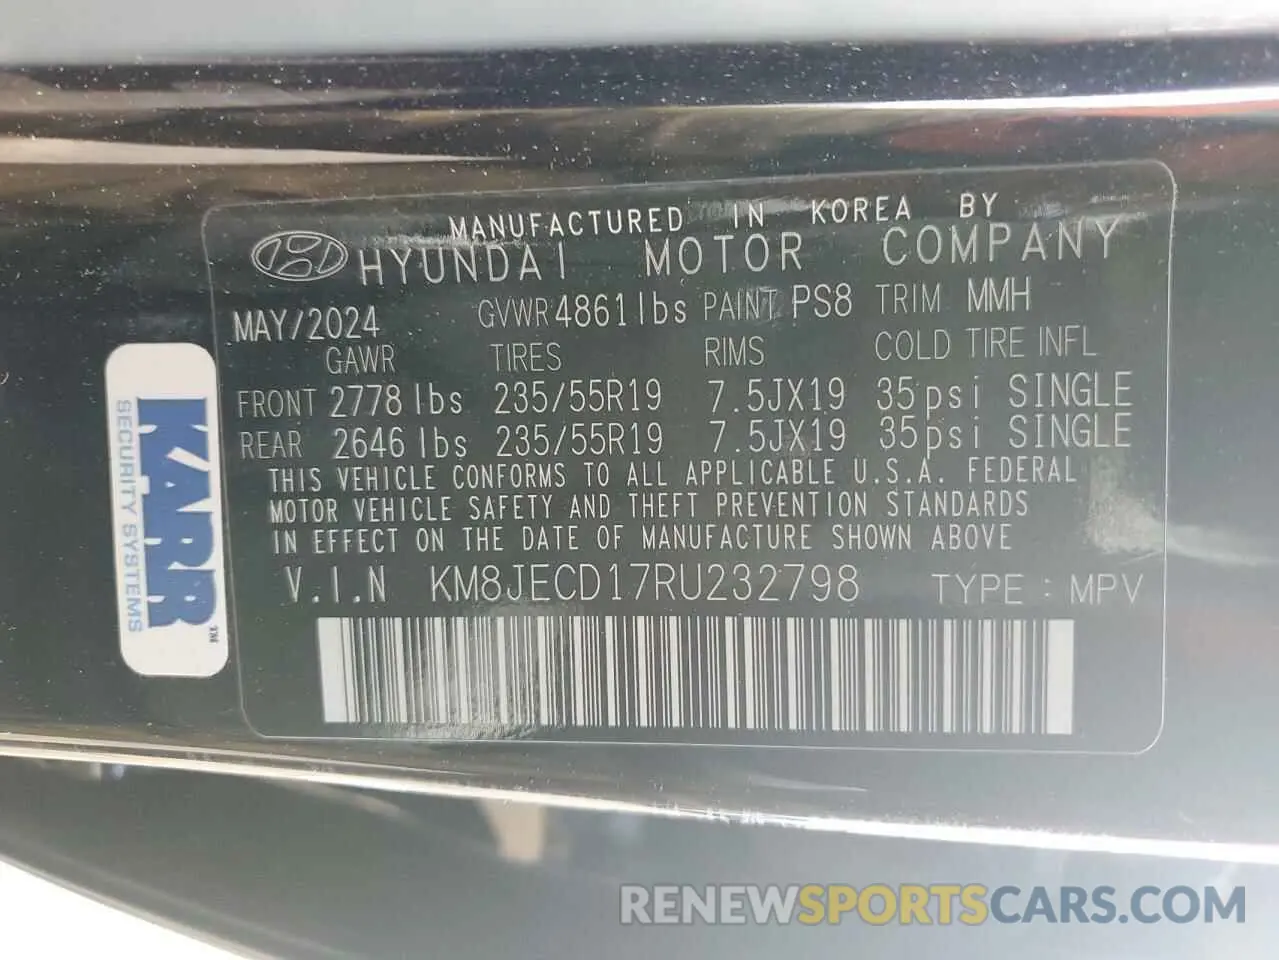 MANUFACTURED IN KOREA BY
HYUNDAI MOTOR COMPANY
MAY/2024 GVWR 4861lbs PAINT PS8 TRIM MMH
GAWR TIRES RIMS COLD TIRE INFL
FRONT 2778 lbs 235/55R19 7.5JX19 35psi SINGLE
REAR 2646 lbs 235/55R19 7.5JX19 35psi SINGLE
THIS VEHICLE CONFORMS TO ALL APPLICABLE U.S.A. FEDERAL
MOTOR VEHICLE SAFETY AND THEFT PREVENTION STANDARDS
IN EFFECT ON THE DATE OF MANUFACTURE SHOWN ABOVE
V.I.N KM8JECD17RU232798 TYPE : MPV
KARR TM
SECURITY SYSTEMS
RENEWSPORTSCARS.COM